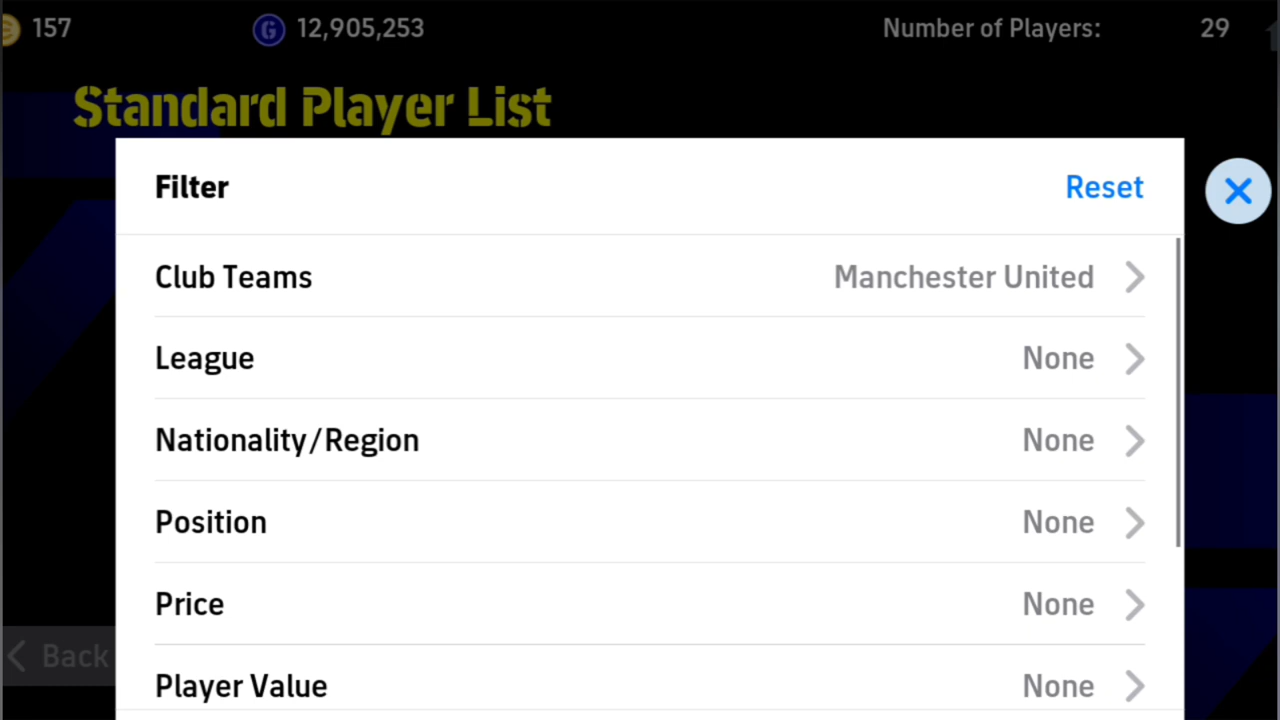 157 G 12,905,253 Number of Players: 29
Standard Player List
Filter Reset
Club Teams Manchester United
League None
Nationality/Region None
Position None
Price None
Back
Player Value None